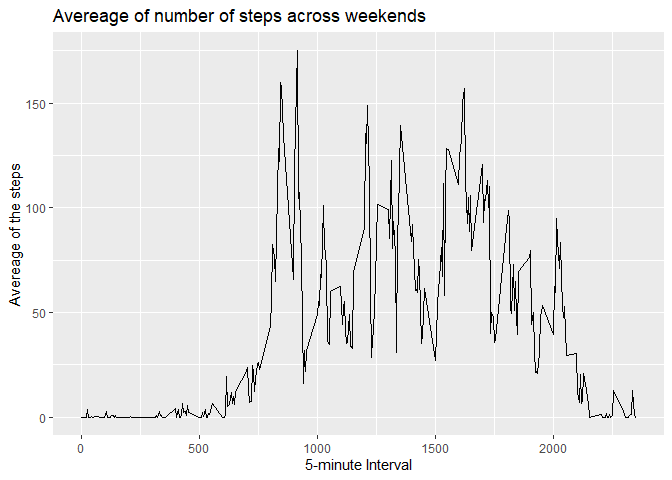 Avereage of number of steps across weekends
150
100
50
0
Avereage of the steps
0 500 1000 1500 2000
5-minute Interval